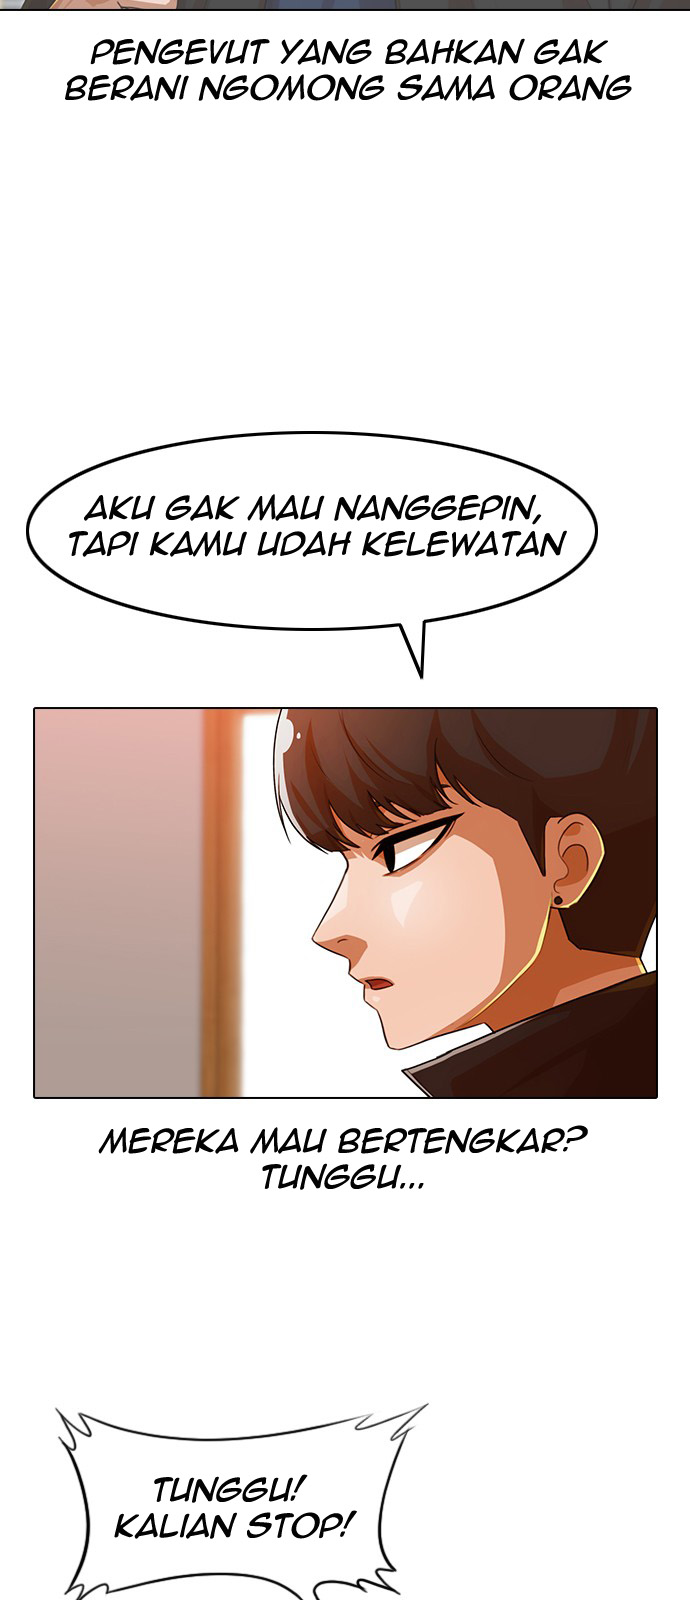 PENGEVUT YANG BAHKAN GAK
BERANI NGOMONG SAMA ORANG
AKU GAK MAU NANGGEPIN,
TAPI KAMU UDAH KELEWATAN
MEREKA MAU BERTENGKAR?
TUNGGU...
TUNGGU!
KALIAN STOP!